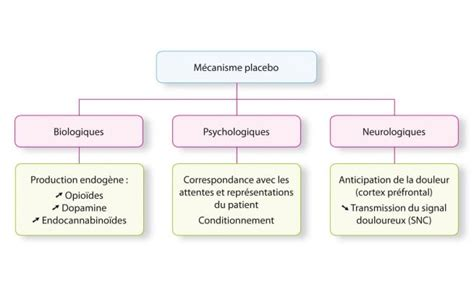 Mécanisme placebo
Biologiques
Psychologiques
Neurologiques
Production endogène :
➚ Opioïdes
➚ Dopamine
➚ Endocannabinoïdes
Correspondance avec les
attentes et représentations
du patient
Conditionnement
Anticipation de la douleur
(cortex préfrontal)
➘ Transmission du signal
douloureux (SNC)